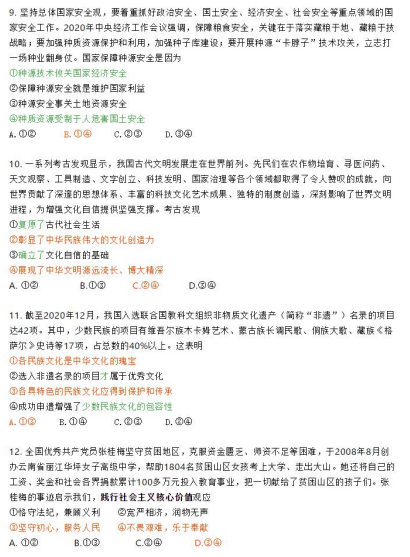 9. 坚持总体国家安全观，要着重抓好政治安全、国土安全、经济安全、社会安全等重点领域的国
家安全工作。2020年中央经济工作会议强调，保障粮食安全，关键在于落实藏粮于地、藏粮于技
战略；要加强种质资源保护和利用，加强种子库建设；要开展种源“卡脖子”技术攻关，立志打
一场种业翻身仗。国家保障种源安全是因为
①种源技术攸关国家经济安全
②保障种源安全就是维护国家利益
③种源安全事关土地资源安全
④种质资源受制于人危害国土安全
A. ①② B. ①④ C. ②③ D. ③④
10. 一系列考古发现显示，我国古代文明发展走在世界前列。先民们在农作物培育、寻医问药、
天文观察、工具制造、文字创立、科技发明、国家治理等各个领域都取得了令人赞叹的成就，向
世界贡献了深邃的思想体系、丰富的科技文化艺术成果、独特的制度创造，深刻影响了世界文明
进程，为增强文化自信提供坚强支撑。考古发现
①复原了古代社会生活
②彰显了中华民族伟大的文化创造力
③确立了文化自信的基础
④展现了中华文明源远流长、博大精深
A. ①② B.①③ C.②④ D.③④
11. 截至2020年12月，我国入选联合国教科文组织非物质文化遗产（简称“非遗”）名录的项目
达42项。其中，少数民族的项目有维吾尔族木卡姆艺术、蒙古族长调民歌、侗族大歌、藏族《格
萨尔》史诗等17项，占总数的40%以上。这表明
①各民族文化是中华文化的瑰宝
②选入非遗名录的项目才属于优秀文化
③各具特色的民族文化应得到保护和传承
④成功申遗增强了少数民族文化的包容性
A. ①③ B. ①④ C. ②③ D. ②④
12. 全国优秀共产党员张桂梅坚守贫困地区，克服资金匮乏、师资不足等困难，于2008年8月创
办云南省丽江华坪女子高级中学，帮助1804名贫困山区女孩考上大学、走出大山。她还将自己的
工资、奖金和社会各界捐款累计100多万元投入教育事业，把一切献给了贫困山区的孩子们。张
桂梅的事迹启示我们，践行社会主义核心价值观应
①恪守法纪，兼顾义利 ②宽严相济，润物无声
③坚守初心，服务人民 ④不畏艰难，乐于奉献
A. ①② B.①③ C.②④ D.③④